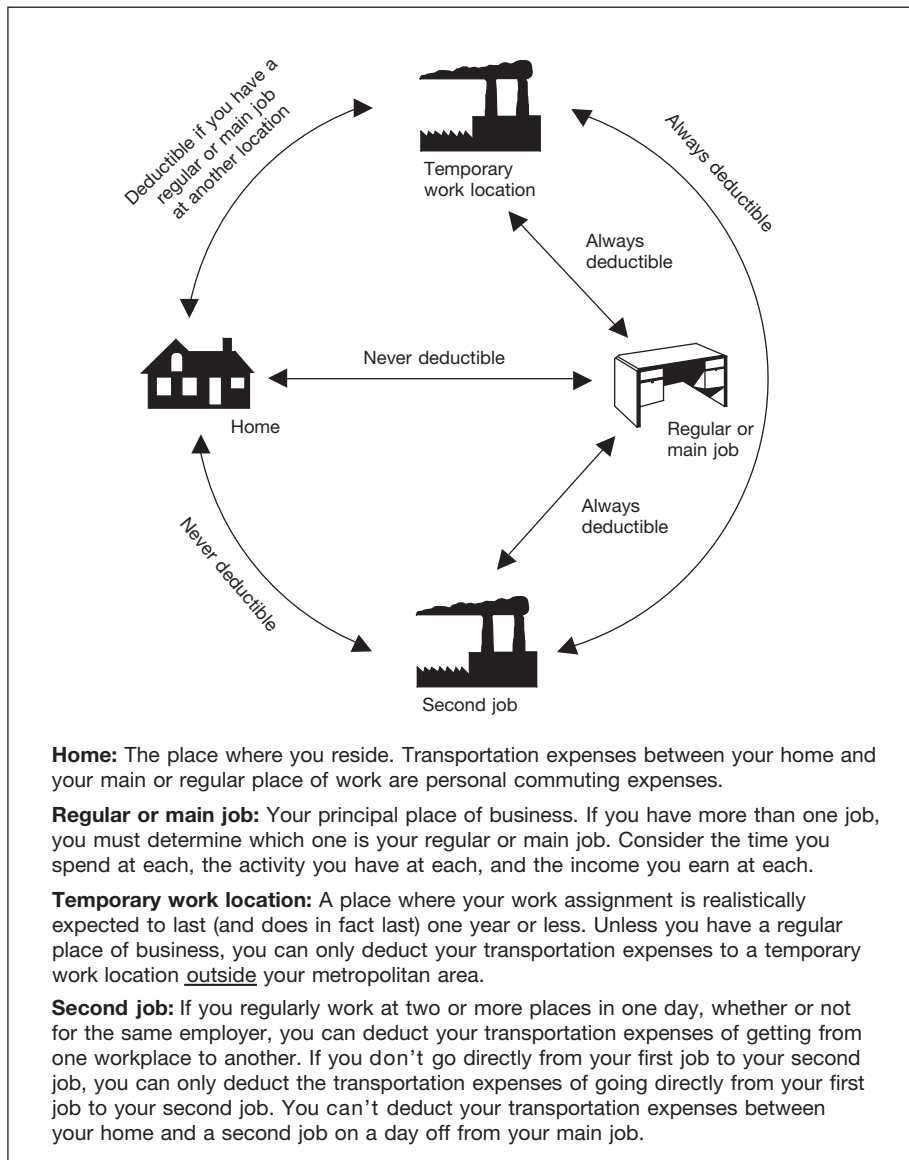 Deductible if you have a
regular or main job
at another location
Temporary
work location
Always deductible
Always
deductible
Never deductible
Home
Regular or
main job
Always
deductible
Never deductible
Second job
Home: The place where you reside. Transportation expenses between your home and
your main or regular place of work are personal commuting expenses.
Regular or main job: Your principal place of business. If you have more than one job,
you must determine which one is your regular or main job. Consider the time you
spend at each, the activity you have at each, and the income you earn at each.
Temporary work location: A place where your work assignment is realistically
expected to last (and does in fact last) one year or less. Unless you have a regular
place of business, you can only deduct your transportation expenses to a temporary
work location outside your metropolitan area.
Second job: If you regularly work at two or more places in one day, whether or not
for the same employer, you can deduct your transportation expenses of getting from
one workplace to another. If you don't go directly from your first job to your second
job, you can only deduct the transportation expenses of going directly from your first
job to your second job. You can't deduct your transportation expenses between
your home and a second job on a day off from your main job.